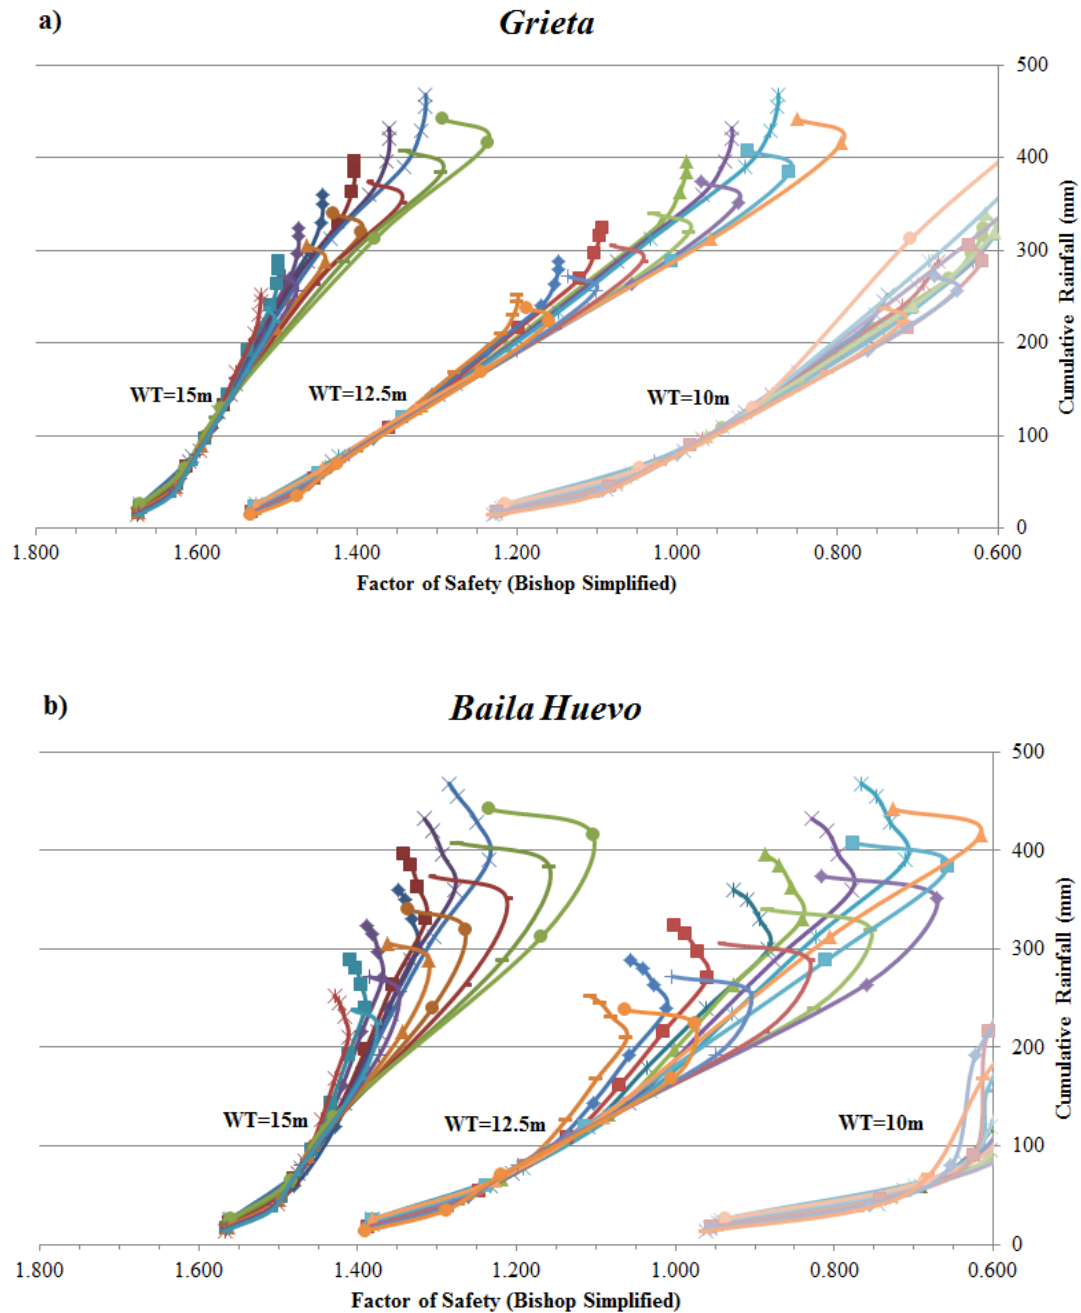 a)
Grieta
500
400
300
200
100
0
Cumulative Rainfall (mm)
WT=15m
WT=12.5m
WT=10m
1.800 1.600 1.400 1.200 1.000 0.800 0.600
Factor of Safety (Bishop Simplified)
b)
Baila Huevo
500
400
300
200
100
0
Cumulative Rainfall (mm)
WT=15m
WT=12.5m
WT=10m
1.800 1.600 1.400 1.200 1.000 0.800 0.600
Factor of Safety (Bishop Simplified)